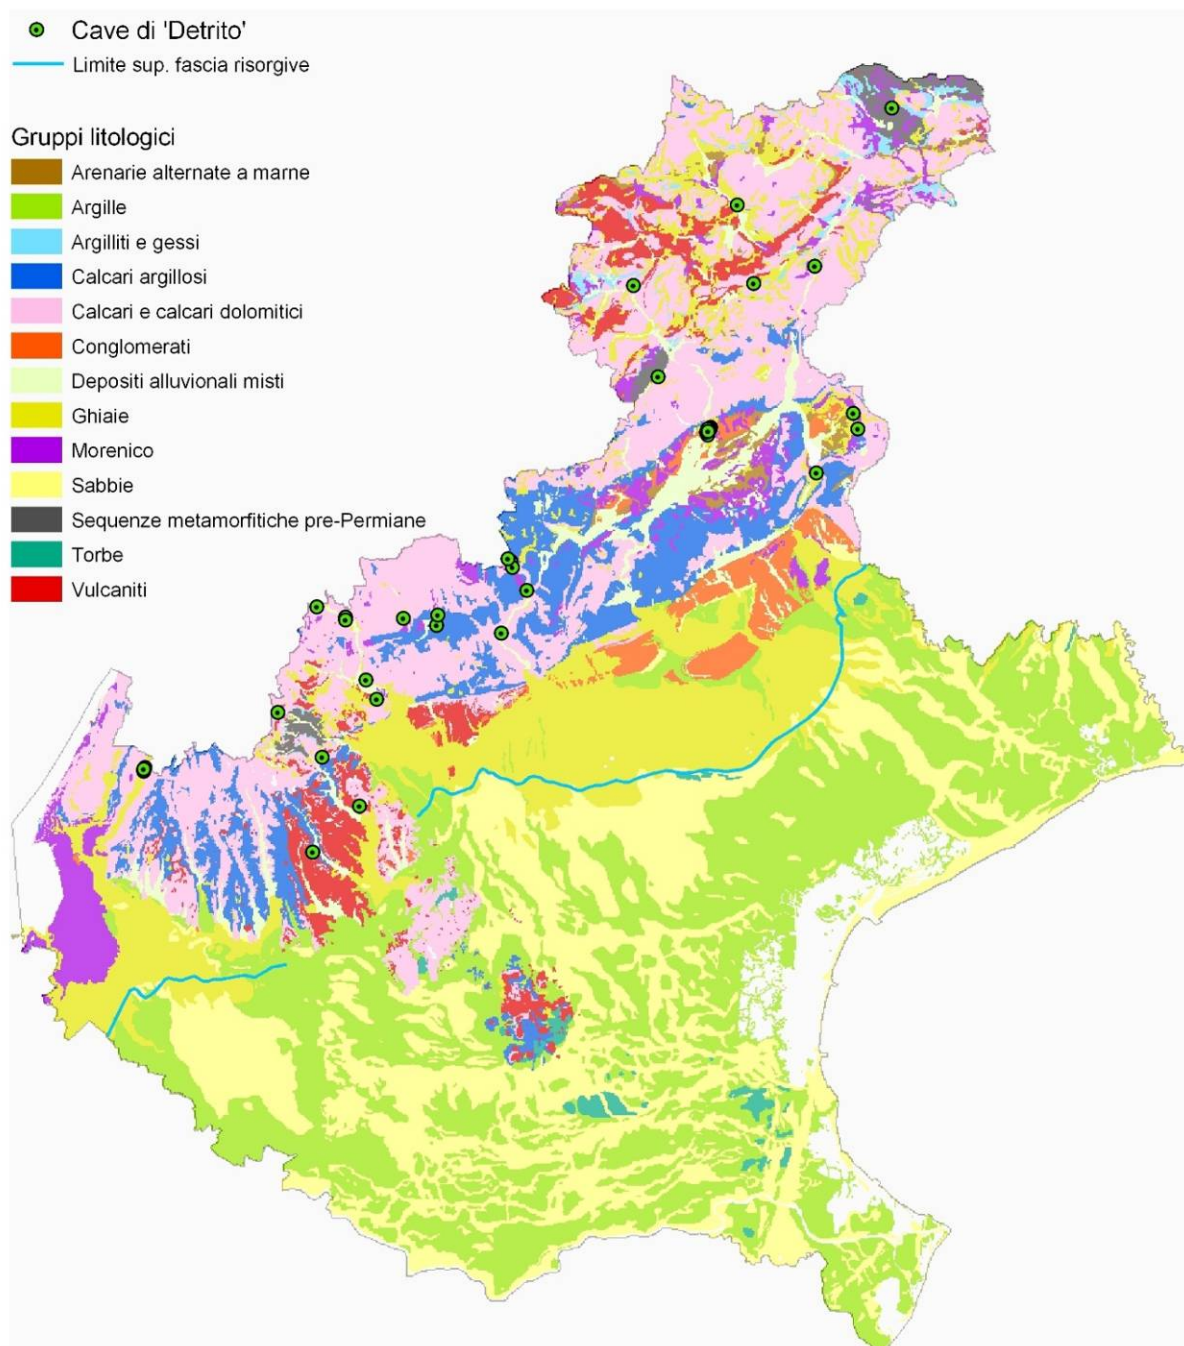 Cave di 'Detrito'
Limite sup. fascia risorgive
Gruppi litologici
Arenarie alternate a marne
Argille
Argilliti e gessi
Calcari argillosi
Calcari e calcari dolomitici
Conglomerati
Depositi alluvionali misti
Ghiaie
Morenico
Sabbie
Sequenze metamorfitiche pre-Permiane
Torbe
Vulcaniti